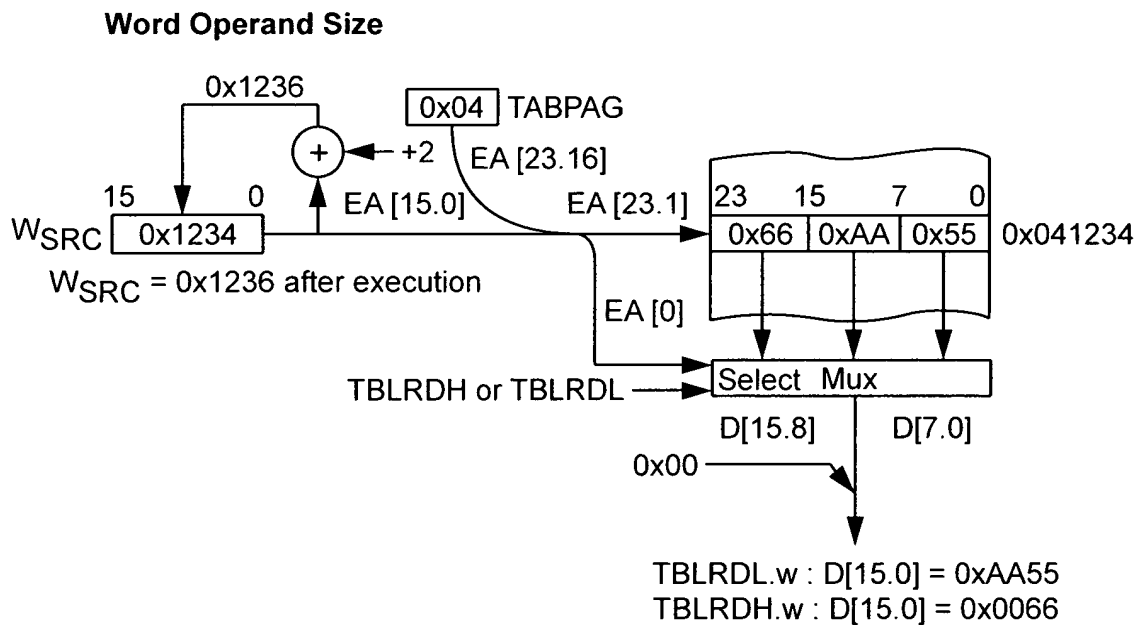 Word Operand Size
0x1236
0x04 TABPAG
+ +2 EA [23.16]
15 0 EA [15.0] EA [23.1] 23 15 7 0
WSRC 0x1234 0x66 0xAA 0x55 0x041234
WSRC = 0x1236 after execution
EA [0]
TBLRDH or TBLRDL Select Mux
D[15.8] D[7.0]
0x00
TBLRDL.w : D[15.0] = 0xAA55
TBLRDH.w : D[15.0] = 0x0066